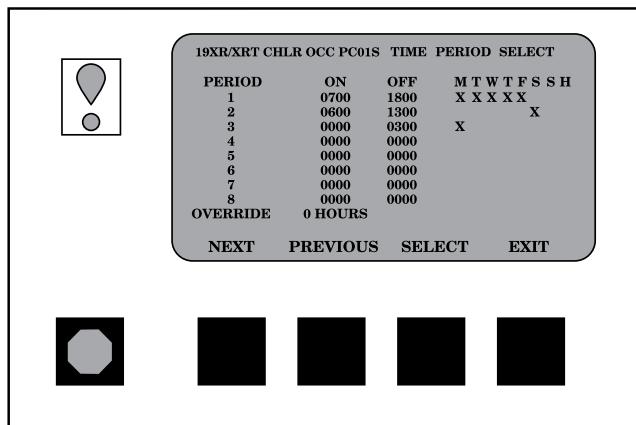 19XR/XRT CHLR OCC PC01S TIME PERIOD SELECT
PERIOD ON OFF M T W T F S S H
1 0700 1800 X X X X X
2 0600 1300 X
3 0000 0300 X
4 0000 0000
5 0000 0000
6 0000 0000
7 0000 0000
8 0000 0000
OVERRIDE 0 HOURS
NEXT PREVIOUS SELECT EXIT